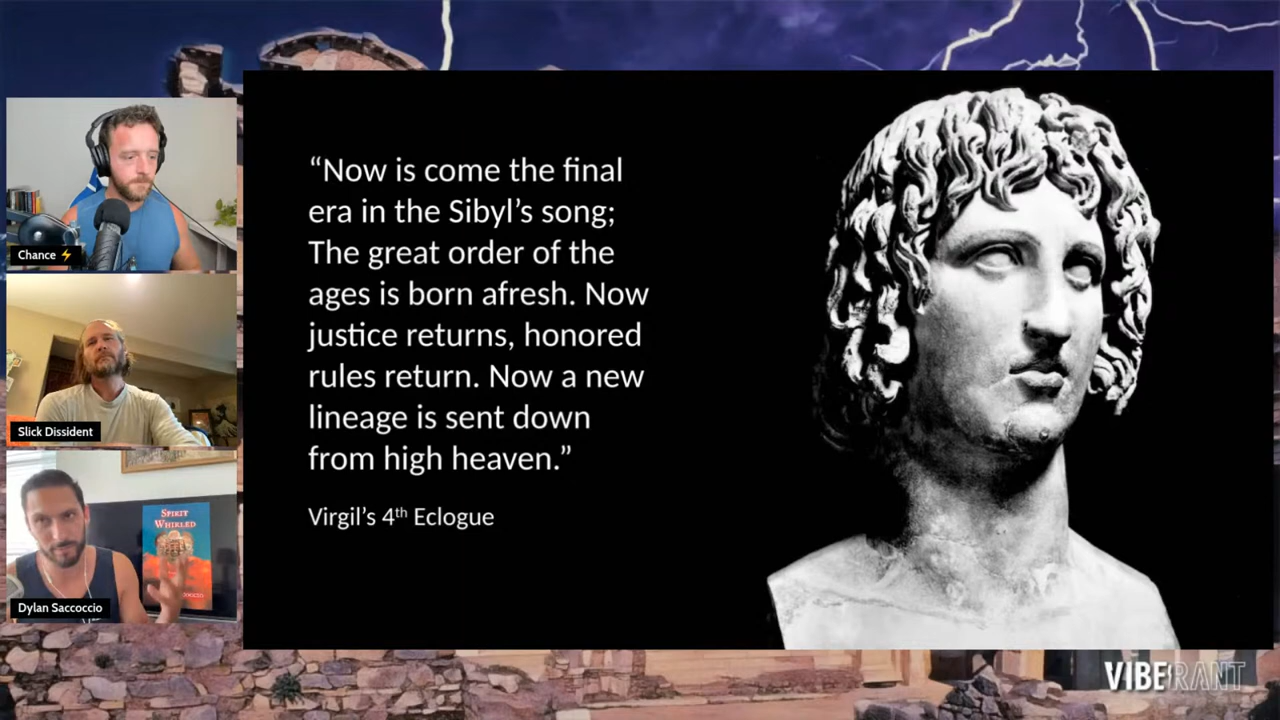 Chance⚡
Slick Dissident
SPIRIT
WHIRLED
Dylan Saccoccio
“Now is come the final
era in the Sibyl’s song;
The great order of the
ages is born afresh. Now
justice returns, honored
rules return. Now a new
lineage is sent down
from high heaven.”
Virgil’s 4th Eclogue
VIBERANT